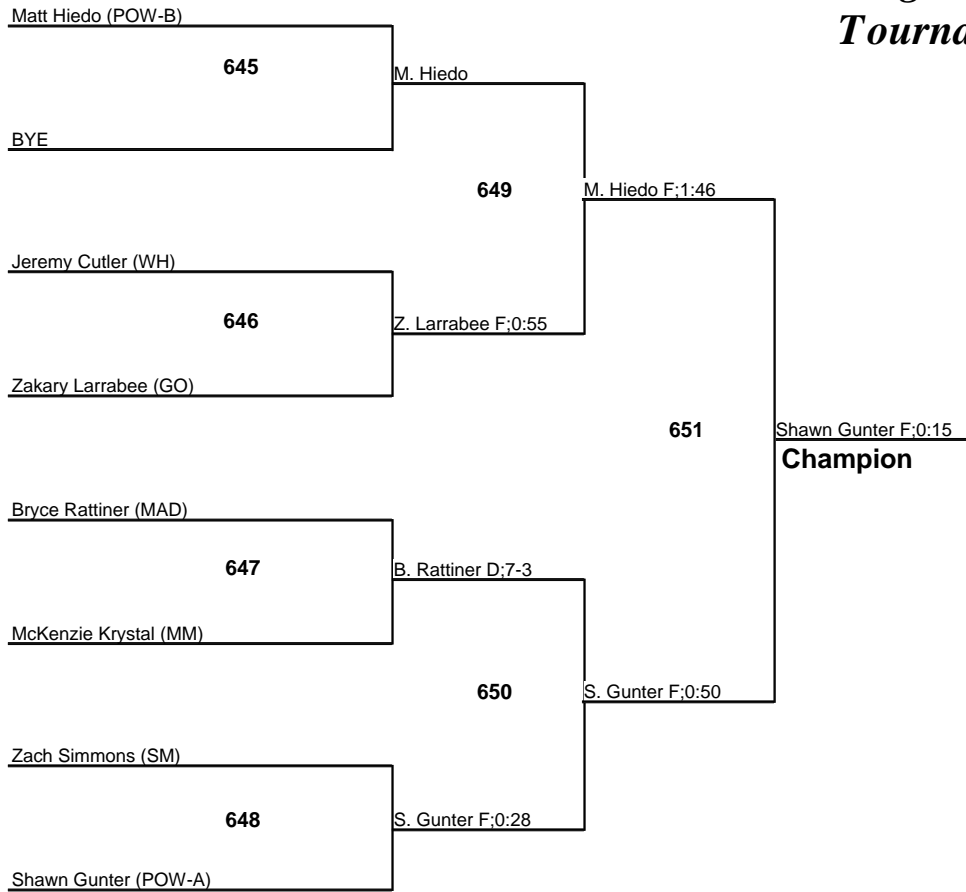 Matt Hiedo (POW-B)
645
M. Hiedo
BYE
649
M. Hiedo F;1:46
Jeremy Cutler (WH)
646
Z. Larrabee F;0:55
Zakary Larrabee (GO)
651
Shawn Gunter F;0:15
Champion
Bryce Rattiner (MAD)
647
B. Rattiner D;7-3
McKenzie Krystal (MM)
650
S. Gunter F;0:50
Zach Simmons (SM)
648
S. Gunter F;0:28
Shawn Gunter (POW-A)